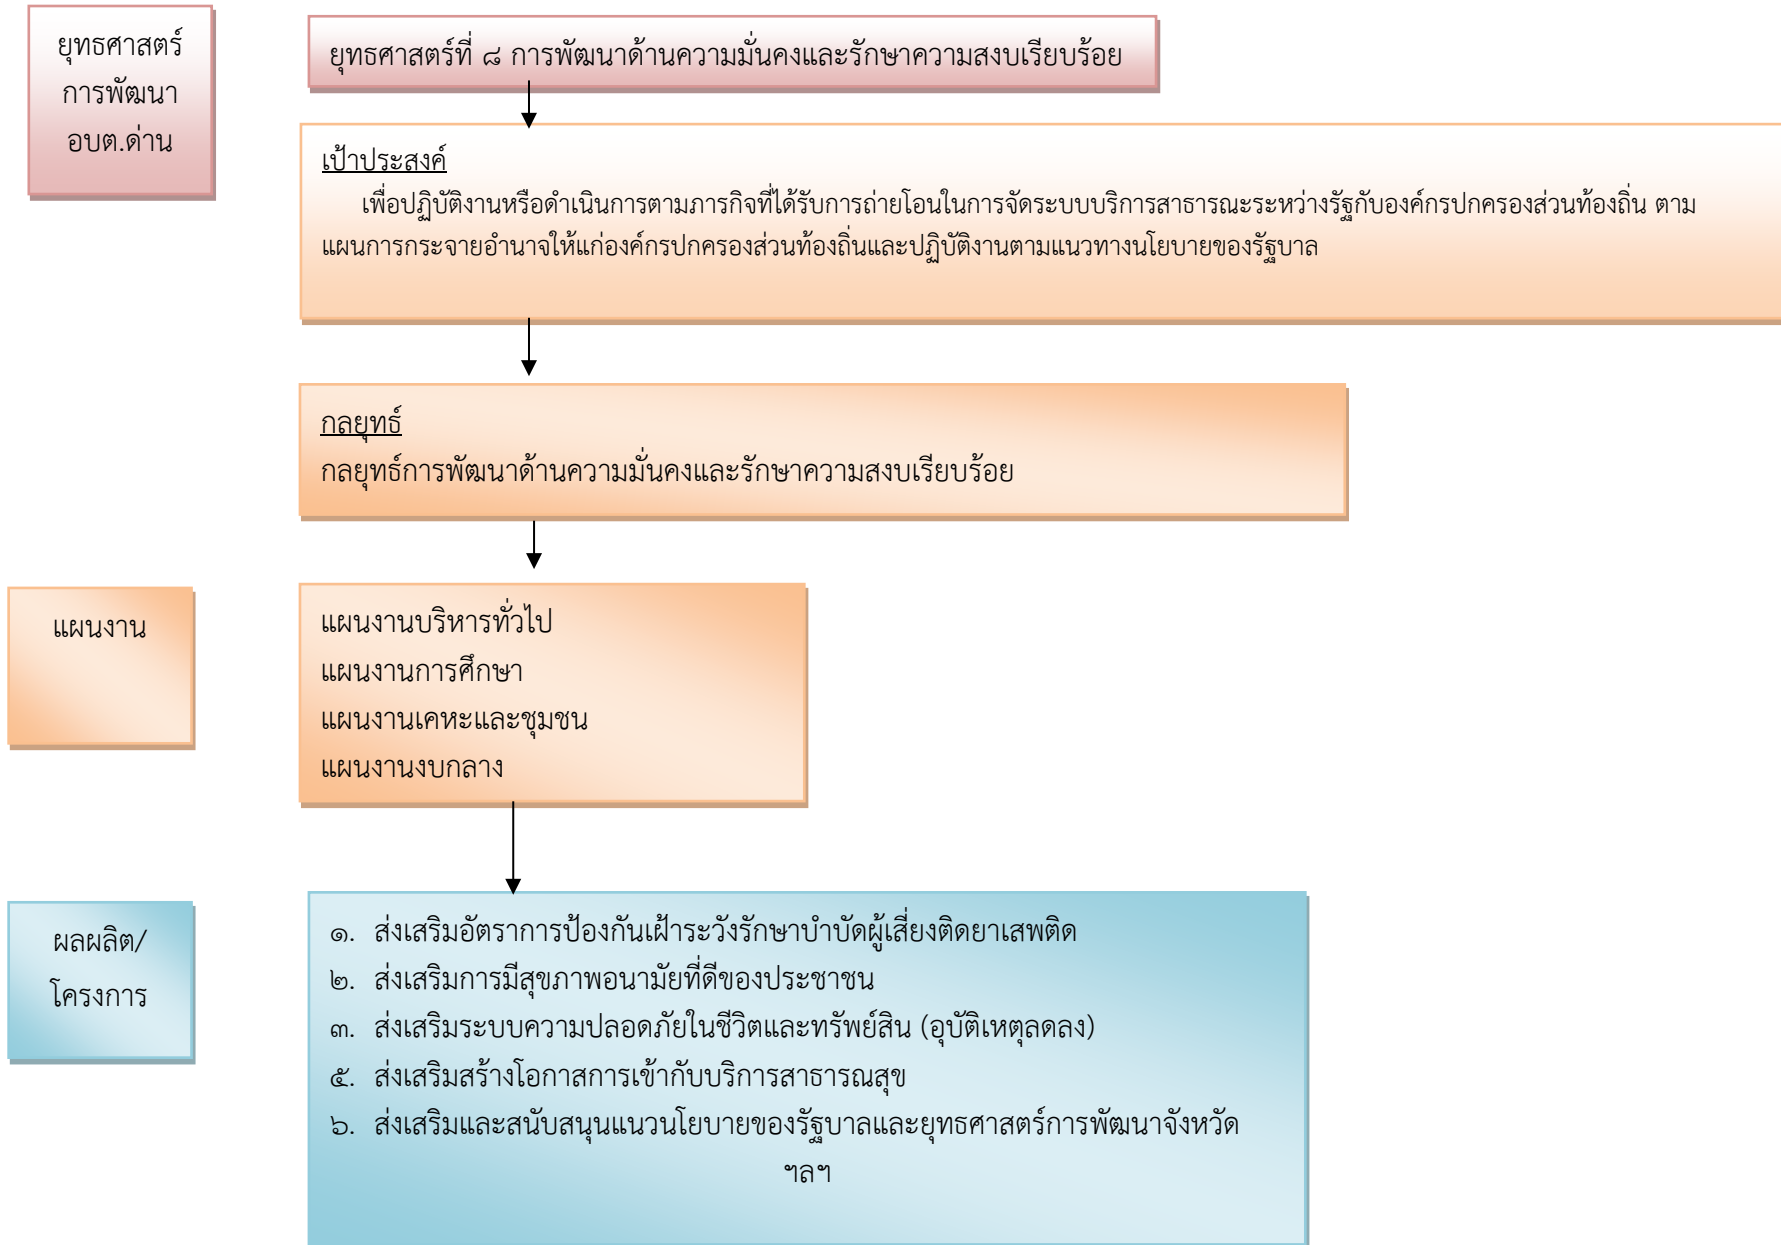 ยุทธศาสตร์
การพัฒนา
อบต.ด่าน
ยุทธศาสตร์ที่ ๘ การพัฒนาด้านความมั่นคงและรักษาความสงบเรียบร้อย
เป้าประสงค์
เพื่อปฏิบัติงานหรือดำเนินการตามภารกิจที่ได้รับการถ่ายโอนในการจัดระบบบริการสาธารณะระหว่างรัฐกับองค์กรปกครองส่วนท้องถิ่น ตาม
แผนการกระจายอำนาจให้แก่องค์กรปกครองส่วนท้องถิ่นและปฏิบัติงานตามแนวทางนโยบายของรัฐบาล
กลยุทธ์
กลยุทธ์การพัฒนาด้านความมั่นคงและรักษาความสงบเรียบร้อย
แผนงาน
แผนงานบริหารทั่วไป
แผนงานการศึกษา
แผนงานเคหะและชุมชน
แผนงานงบกลาง
ผลผลิต/
โครงการ
๑. ส่งเสริมอัตราการป้องกันเฝ้าระวังรักษาบำบัดผู้เสี่ยงติดยาเสพติด
๒. ส่งเสริมการมีสุขภาพอนามัยที่ดีของประชาชน
๓. ส่งเสริมระบบความปลอดภัยในชีวิตและทรัพย์สิน (อุบัติเหตุลดลง)
๕. ส่งเสริมสร้างโอกาสการเข้ากับบริการสาธารณสุข
๖. ส่งเสริมและสนับสนุนแนวนโยบายของรัฐบาลและยุทธศาสตร์การพัฒนาจังหวัด
ฯลฯ